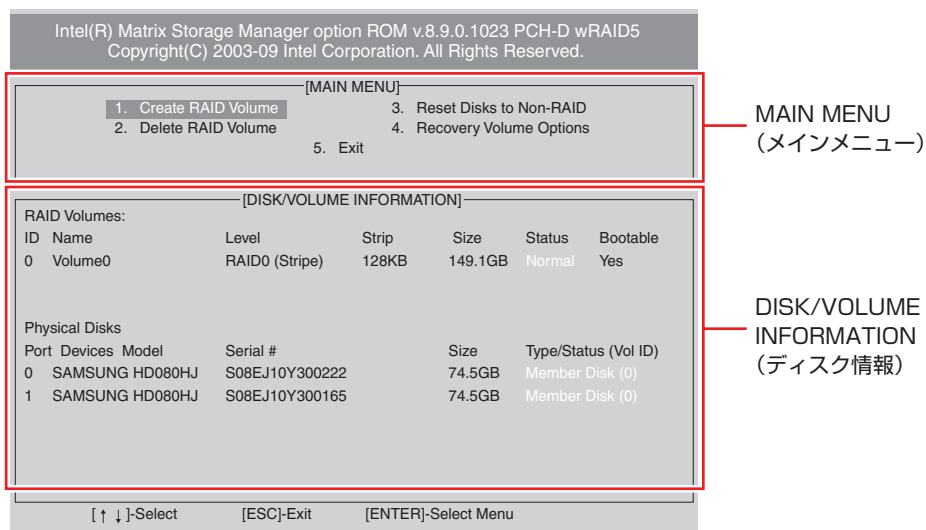 Intel(R) Matrix Storage Manager option ROM v.8.9.0.1023 PCH-D wRAID5
Copyright(C) 2003-09 Intel Corporation. All Rights Reserved.
[MAIN MENU]
1. Create RAID Volume 3. Reset Disks to Non-RAID
2. Delete RAID Volume 4. Recovery Volume Options
5. Exit
MAIN MENU
（メインメニュー）
[DISK/VOLUME INFORMATION]
RAID Volumes:
ID Name Level Strip Size Status Bootable
0 Volume0 RAID0 (Stripe) 128KB 149.1GB Normal Yes
Physical Disks
Port Devices Model Serial # Size Type/Status (Vol ID)
0 SAMSUNG HD080HJ S08EJ10Y300222 74.5GB Member Disk (0)
1 SAMSUNG HD080HJ S08EJ10Y300165 74.5GB Member Disk (0)
DISK/VOLUME
INFORMATION
（ディスク情報）
[↑ ↓]-Select [ESC]-Exit [ENTER]-Select Menu